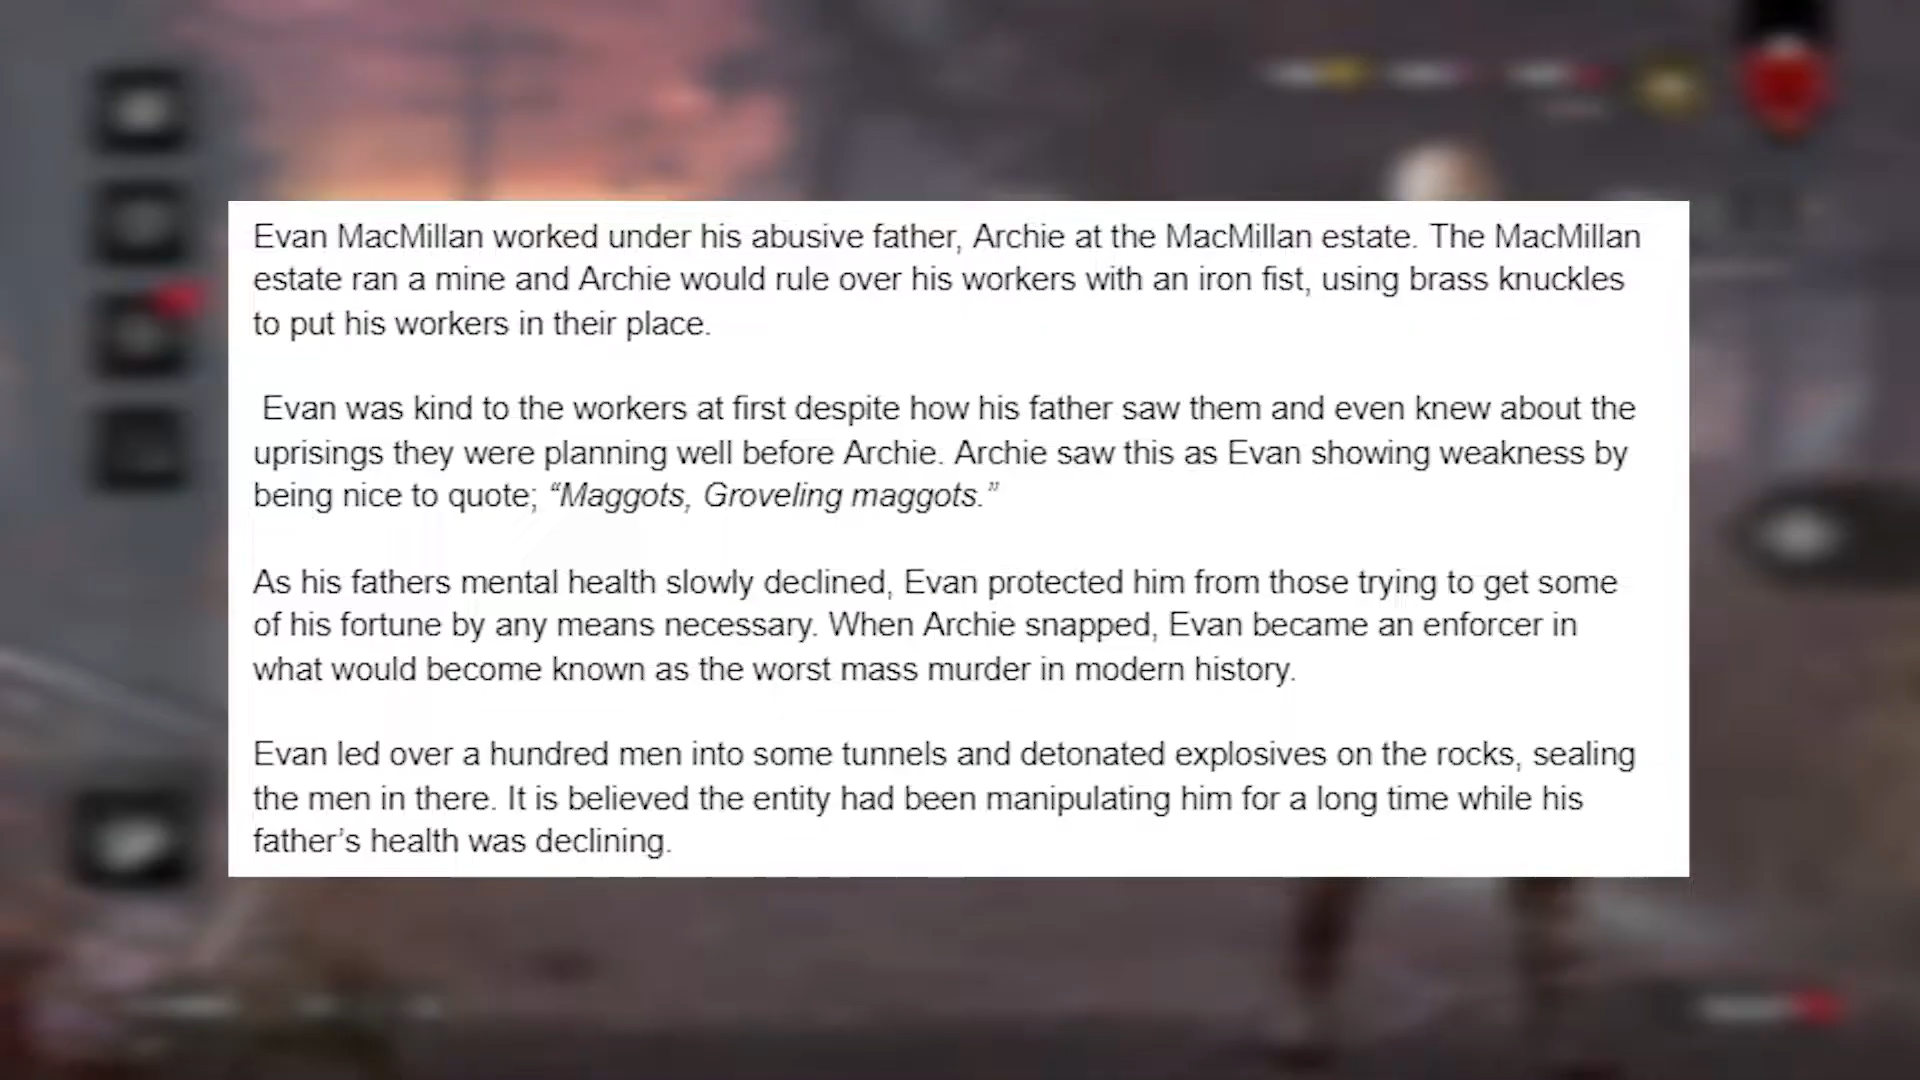 Evan MacMillan worked under his abusive father, Archie at the MacMillan estate. The MacMillan
estate ran a mine and Archie would rule over his workers with an iron fist, using brass knuckles
to put his workers in their place.
Evan was kind to the workers at first despite how his father saw them and even knew about the
uprisings they were planning well before Archie. Archie saw this as Evan showing weakness by
being nice to quote; “Maggots, Groveling maggots.”
As his fathers mental health slowly declined, Evan protected him from those trying to get some
of his fortune by any means necessary. When Archie snapped, Evan became an enforcer in
what would become known as the worst mass murder in modern history.
Evan led over a hundred men into some tunnels and detonated explosives on the rocks, sealing
the men in there. It is believed the entity had been manipulating him for a long time while his
father’s health was declining.